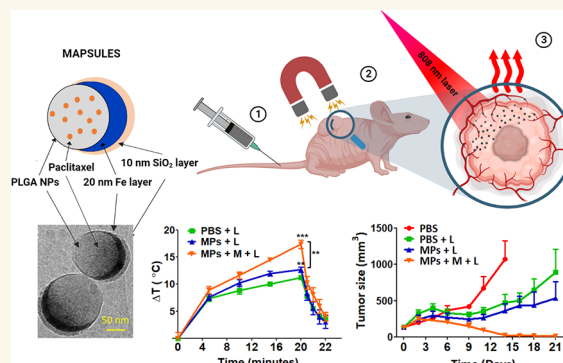 MAPSULES
10 nm SiO₂ layer
Paclitaxel
PLGA NPs
20 nm Fe layer
50 nm
1
2
3
808 nm laser
ΔT (°C)
20
15
10
5
0
0
4
8
12
16
20
22
Time (minutes)
PBS + L
MPs + L
MPs + M + L
***
**
**
Tumor size (mm³)
1500
1000
500
0
0
3
6
9
12
15
18
21
PBS
PBS + L
MPs + L
MPs + M + L